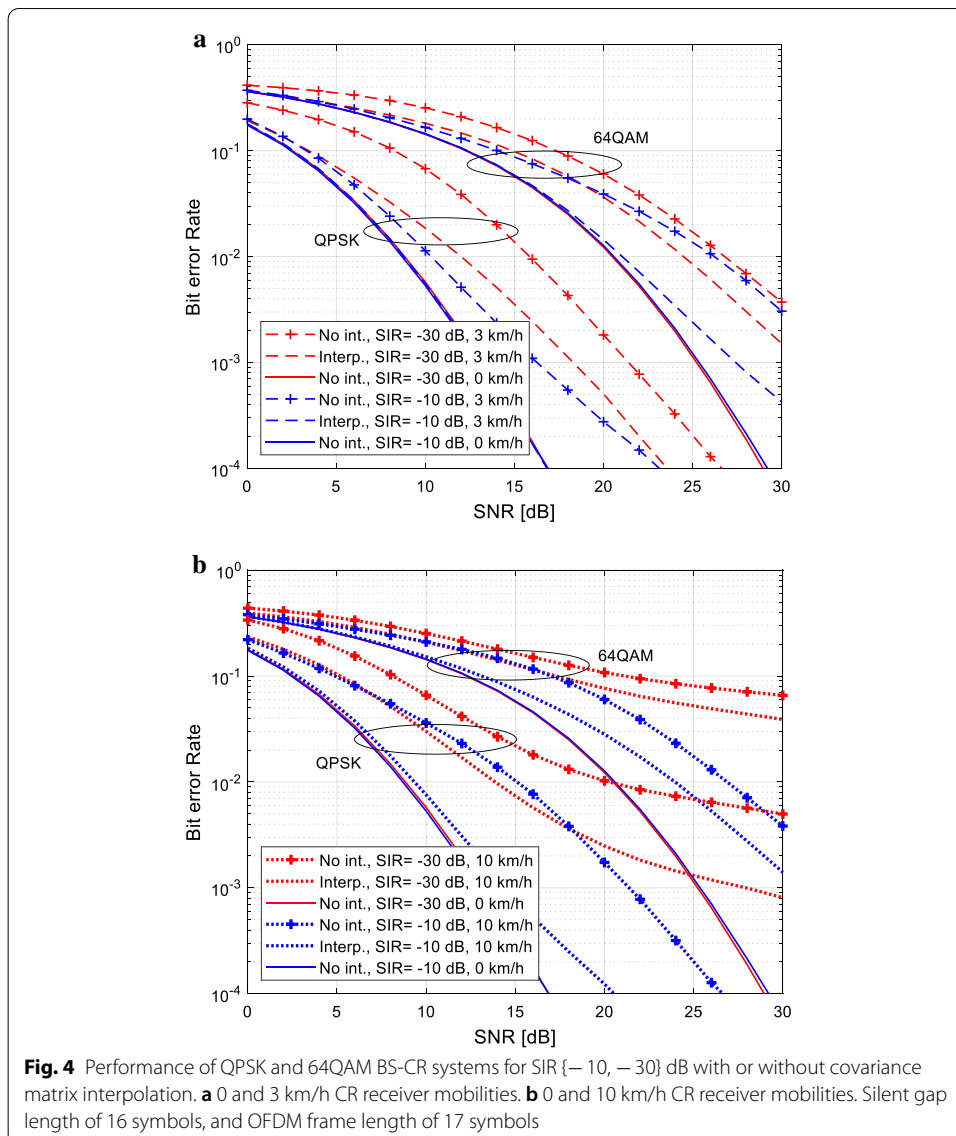 a
10^0
10^-1
10^-2
10^-3
10^-4
Bit error Rate
64QAM
QPSK
No int., SIR= -30 dB, 3 km/h
Interp., SIR= -30 dB, 3 km/h
No int., SIR= -30 dB, 0 km/h
No int., SIR= -10 dB, 3 km/h
Interp., SIR= -10 dB, 3 km/h
No int., SIR= -10 dB, 0 km/h
0 5 10 15 20 25 30
SNR [dB]
b
10^0
10^-1
10^-2
10^-3
10^-4
Bit error Rate
64QAM
QPSK
No int., SIR= -30 dB, 10 km/h
Interp., SIR= -30 dB, 10 km/h
No int., SIR= -30 dB, 0 km/h
No int., SIR= -10 dB, 10 km/h
Interp., SIR= -10 dB, 10 km/h
No int., SIR= -10 dB, 0 km/h
0 5 10 15 20 25 30
SNR [dB]
Fig. 4 Performance of QPSK and 64QAM BS-CR systems for SIR {− 10, − 30} dB with or without covariance
matrix interpolation. a 0 and 3 km/h CR receiver mobilities. b 0 and 10 km/h CR receiver mobilities. Silent gap
length of 16 symbols, and OFDM frame length of 17 symbols